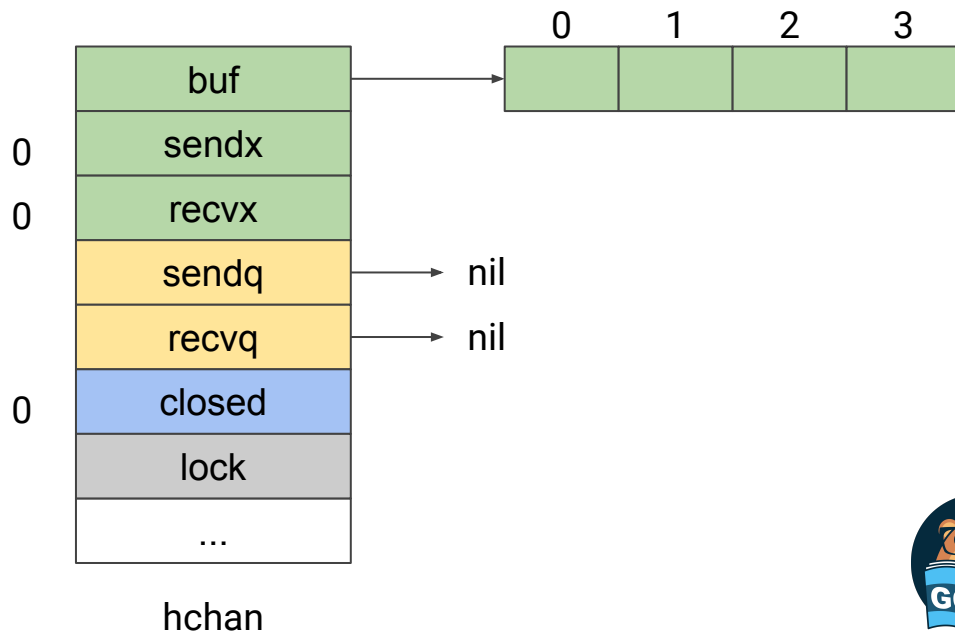 0 1 2 3
buf
0 sendx
0 recvx
sendq nil
recvq nil
0 closed
lock
...
hchan